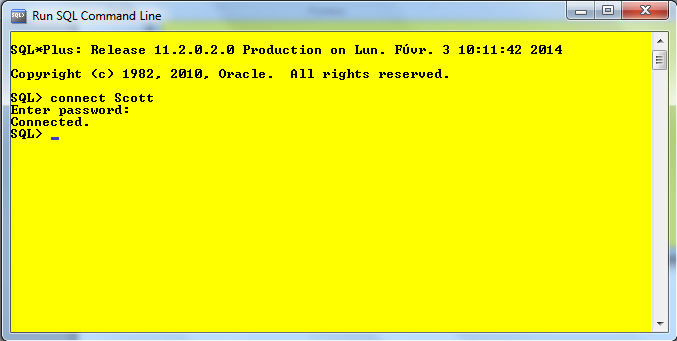 Run SQL Command Line
SQL*Plus: Release 11.2.0.2.0 Production on Lun. Fúvr. 3 10:11:42 2014
Copyright (c) 1982, 2010, Oracle.  All rights reserved.
SQL> connect Scott
Enter password:
Connected.
SQL> _